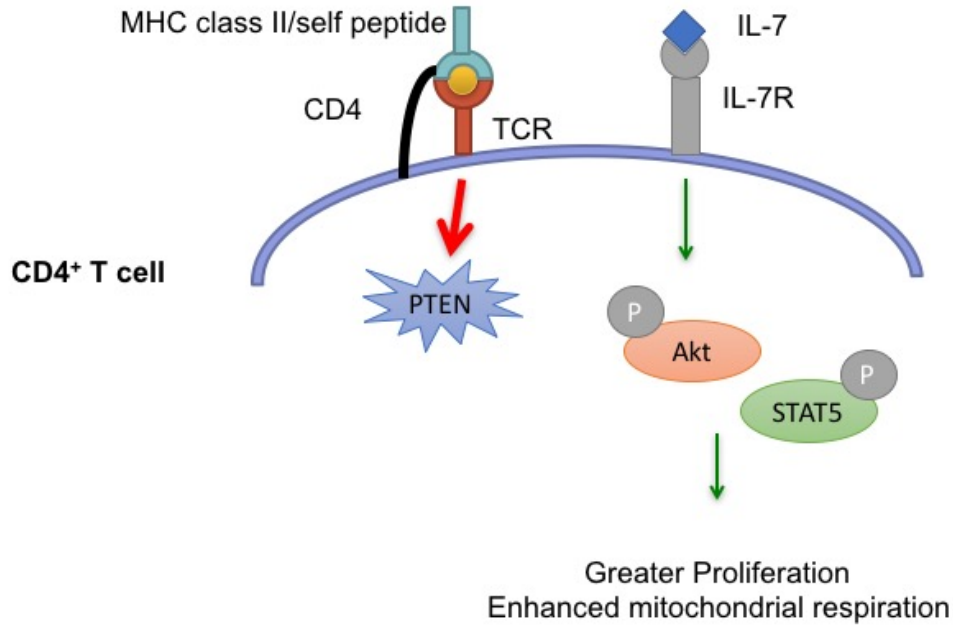 MHC class II/self peptide
IL-7
CD4
TCR
IL-7R
CD4⁺ T cell
PTEN
P
Akt
P
STAT5
Greater Proliferation
Enhanced mitochondrial respiration